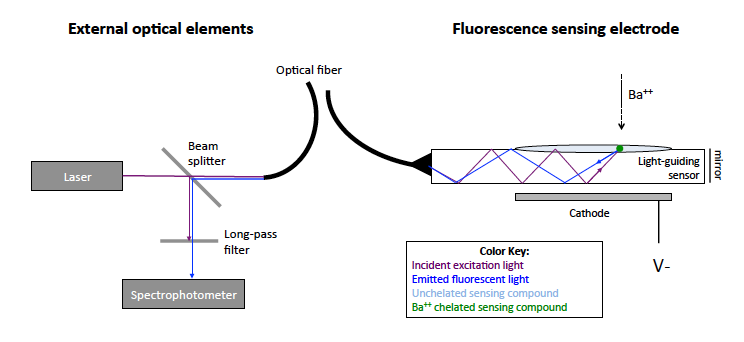 External optical elements
Fluorescence sensing electrode
Optical fiber
Ba++
Beam
splitter
Laser
Light-guiding
sensor
mirror
Cathode
Long-pass
filter
Spectrophotometer
V-
Color Key:
Incident excitation light
Emitted fluorescent light
Unchelated sensing compound
Ba++ chelated sensing compound